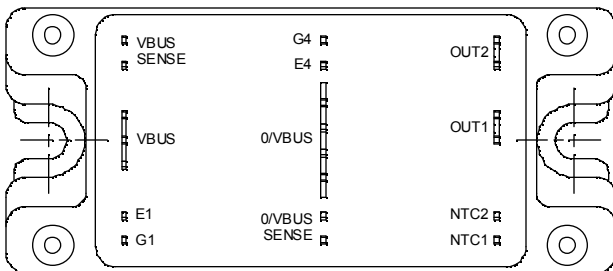 VBUS
SENSE
G4
E4
OUT2
VBUS
0/VBUS
OUT1
E1
G1
0/VBUS
SENSE
NTC2
NTC1